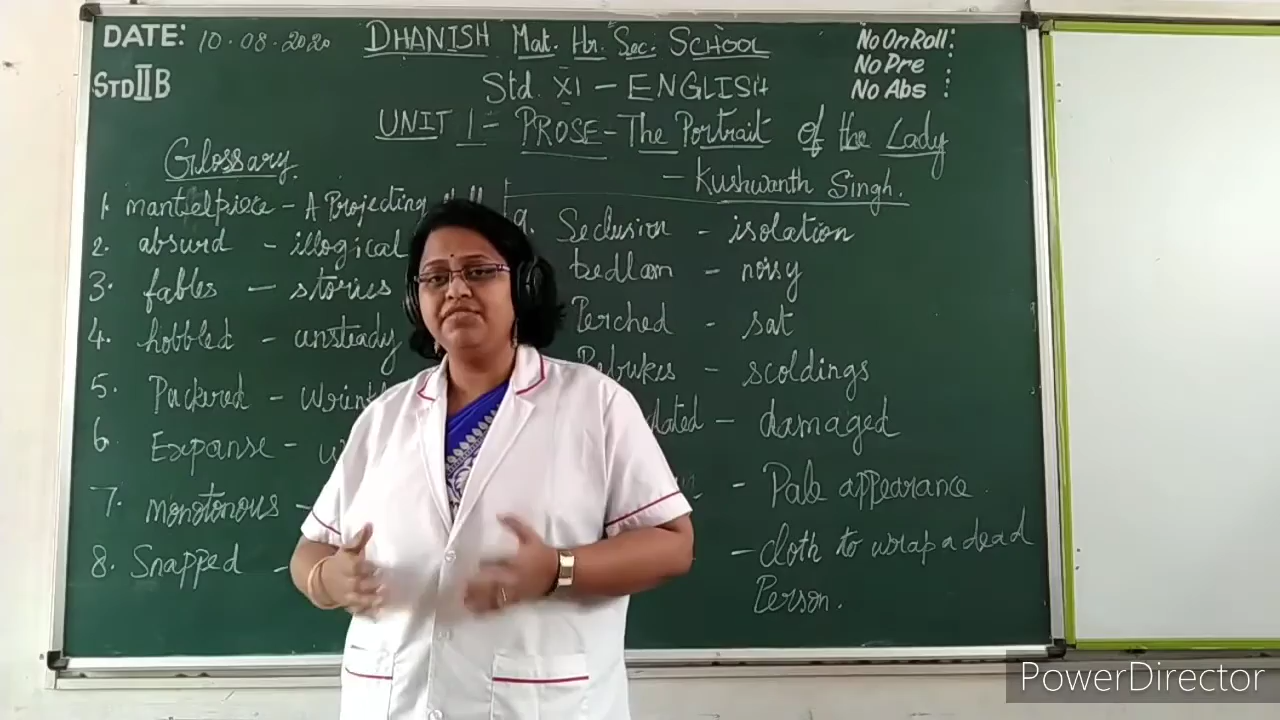 DATE: 10.08.2020
DHANISH Mat. Hr. Sec. SCHOOL
No On Roll :
No Pre :
No Abs :
STD II B
Std. XI - ENGLISH
UNIT 1 - PROSE - The Portrait of the Lady
- Kushwanth Singh.
Glossary.
1. mantielpiece - A Projecting
2. absurd - illogical
3. fables - stories
4. hobbled - unsteady
5. Puckered -
6. Expanse -
7. monotonous -
8. Snapped -
9. Seclusion - isolation
bedlam - noisy
Perched - sat
Rebukes - scoldings
- damaged
- Pale appearance
- cloth to wrap a dead
Person.
PowerDirector